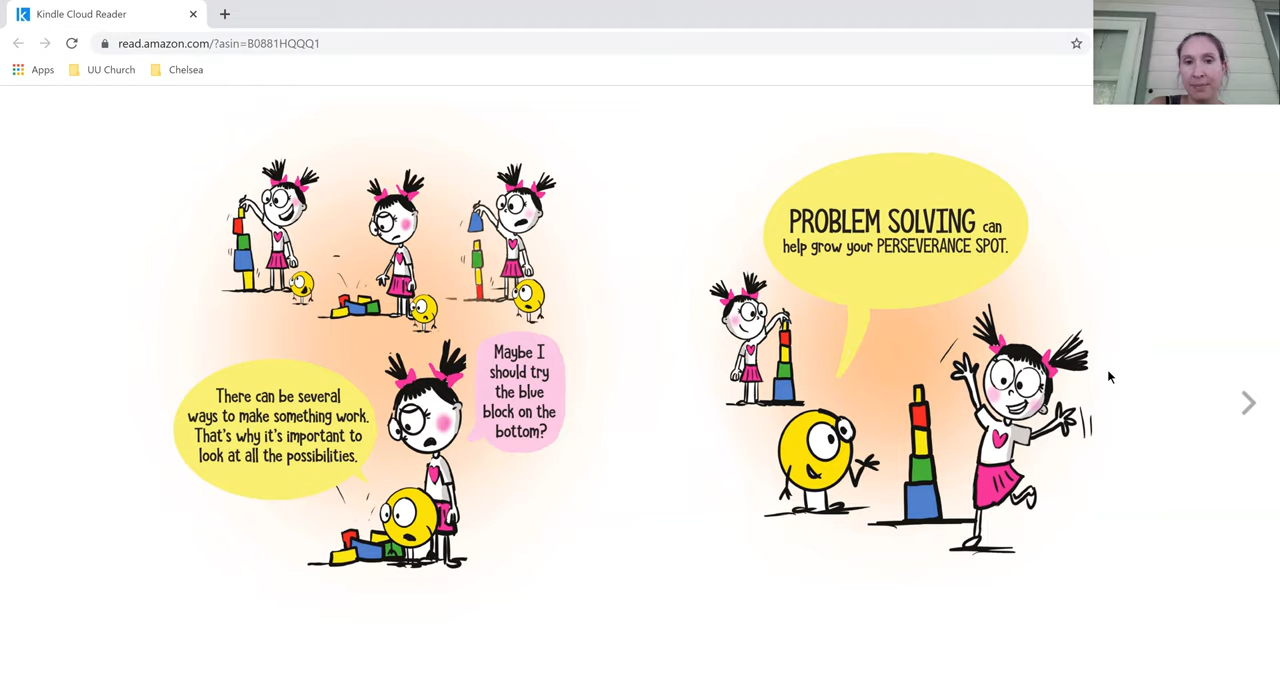 Kindle Cloud Reader
read.amazon.com/?asin=B0881HQQQ1
Apps
UU Church
Chelsea
There can be several
ways to make something work.
That's why it's important to
look at all the possibilities.
Maybe I
should try
the blue
block on the
bottom?
PROBLEM SOLVING can
help grow your PERSEVERANCE SPOT.